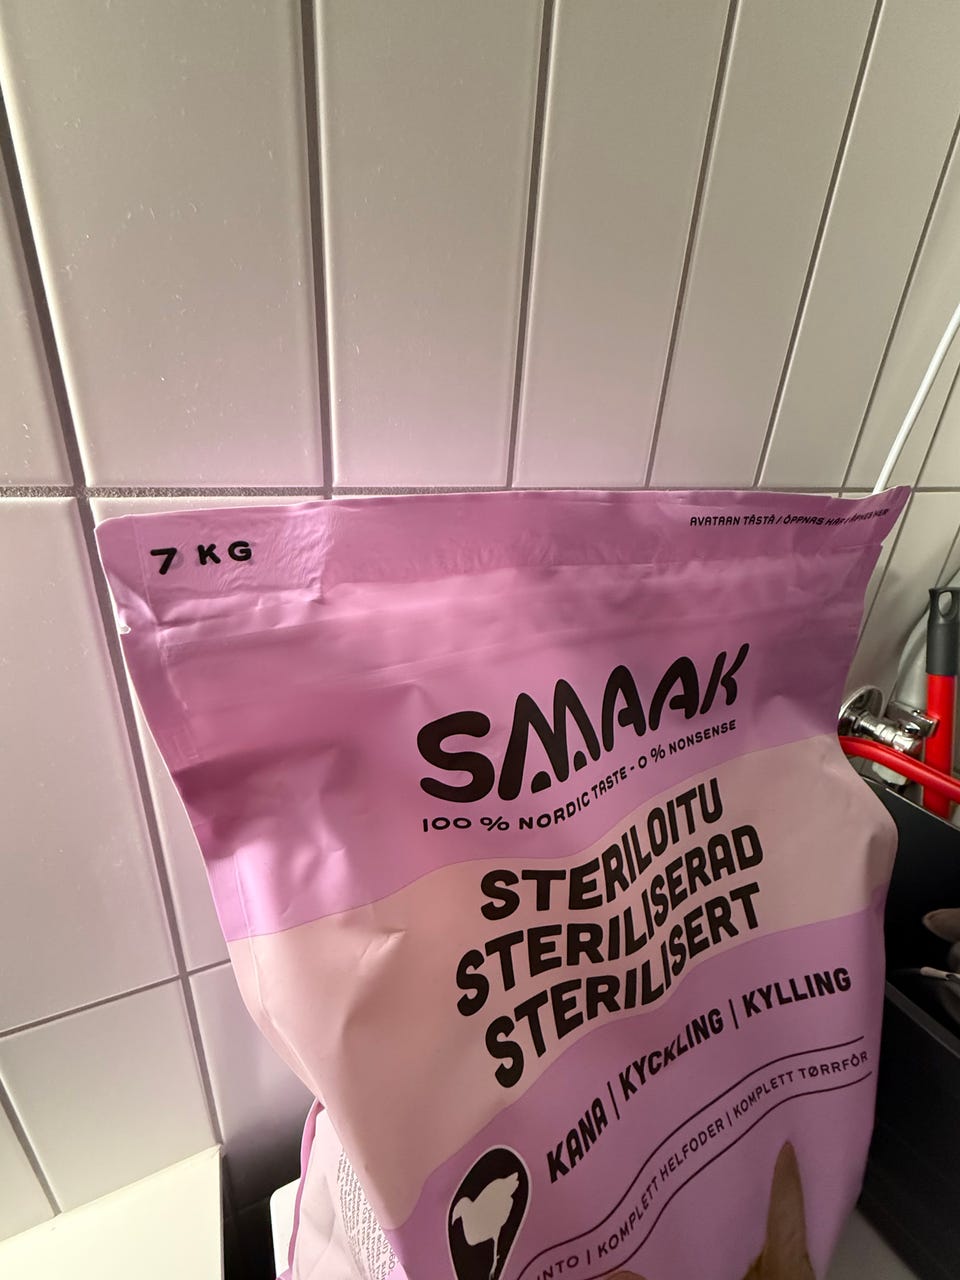 7 KG
AVATAAN TÄSTÄ / ÖPPNAS HÄR / ÅPNES HER
SMAAK
100 % NORDIC TASTE - 0 % NONSENSE
STERILOITU
STERILISERAD
STERILISERT
KANA | KYCKLING | KYLLING
INTO | KOMPLETT HELFODER | KOMPLETT TØRRFÔR